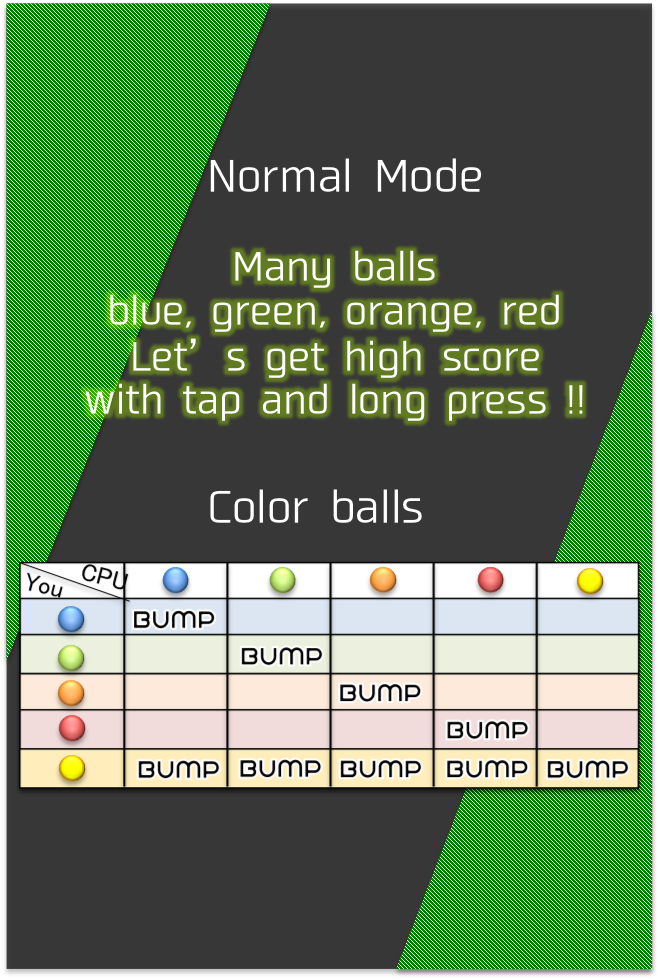 Normal Mode
Many balls
blue, green, orange, red
Let’s get high score
with tap and long press !!
Color balls
CPU
You
BUMP
BUMP
BUMP
BUMP
BUMP BUMP BUMP BUMP BUMP